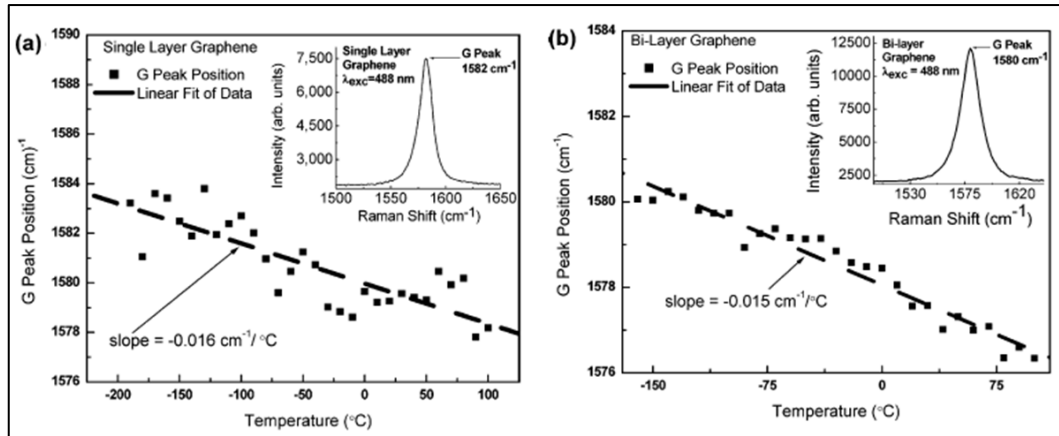 (a)
Single Layer Graphene
G Peak Position
Linear Fit of Data
1590
1588
1586
1584
1582
1580
1578
1576
G Peak Position (cm)-1
-200 -150 -100 -50 0 50 100
Temperature (°C)
slope = -0.016 cm-1/ °C
Single Layer
Graphene
λexc=488 nm
G Peak
1582 cm-1
7,500
6,000
4,500
3,000
Intensity (arb. units)
1500 1550 1600 1650
Raman Shift (cm-1)
(b)
Bi-Layer Graphene
G Peak Position
Linear Fit of Data
1584
1582
1580
1578
1576
G Peak Position (cm-1)
-150 -75 0 75
Temperature (°C)
slope = -0.015 cm-1/°C
Bi-layer
Graphene
λexc = 488 nm
G Peak
1580 cm-1
12500
10000
7500
5000
2500
Intensity (arb. units)
1530 1575 1620
Raman Shift (cm-1)